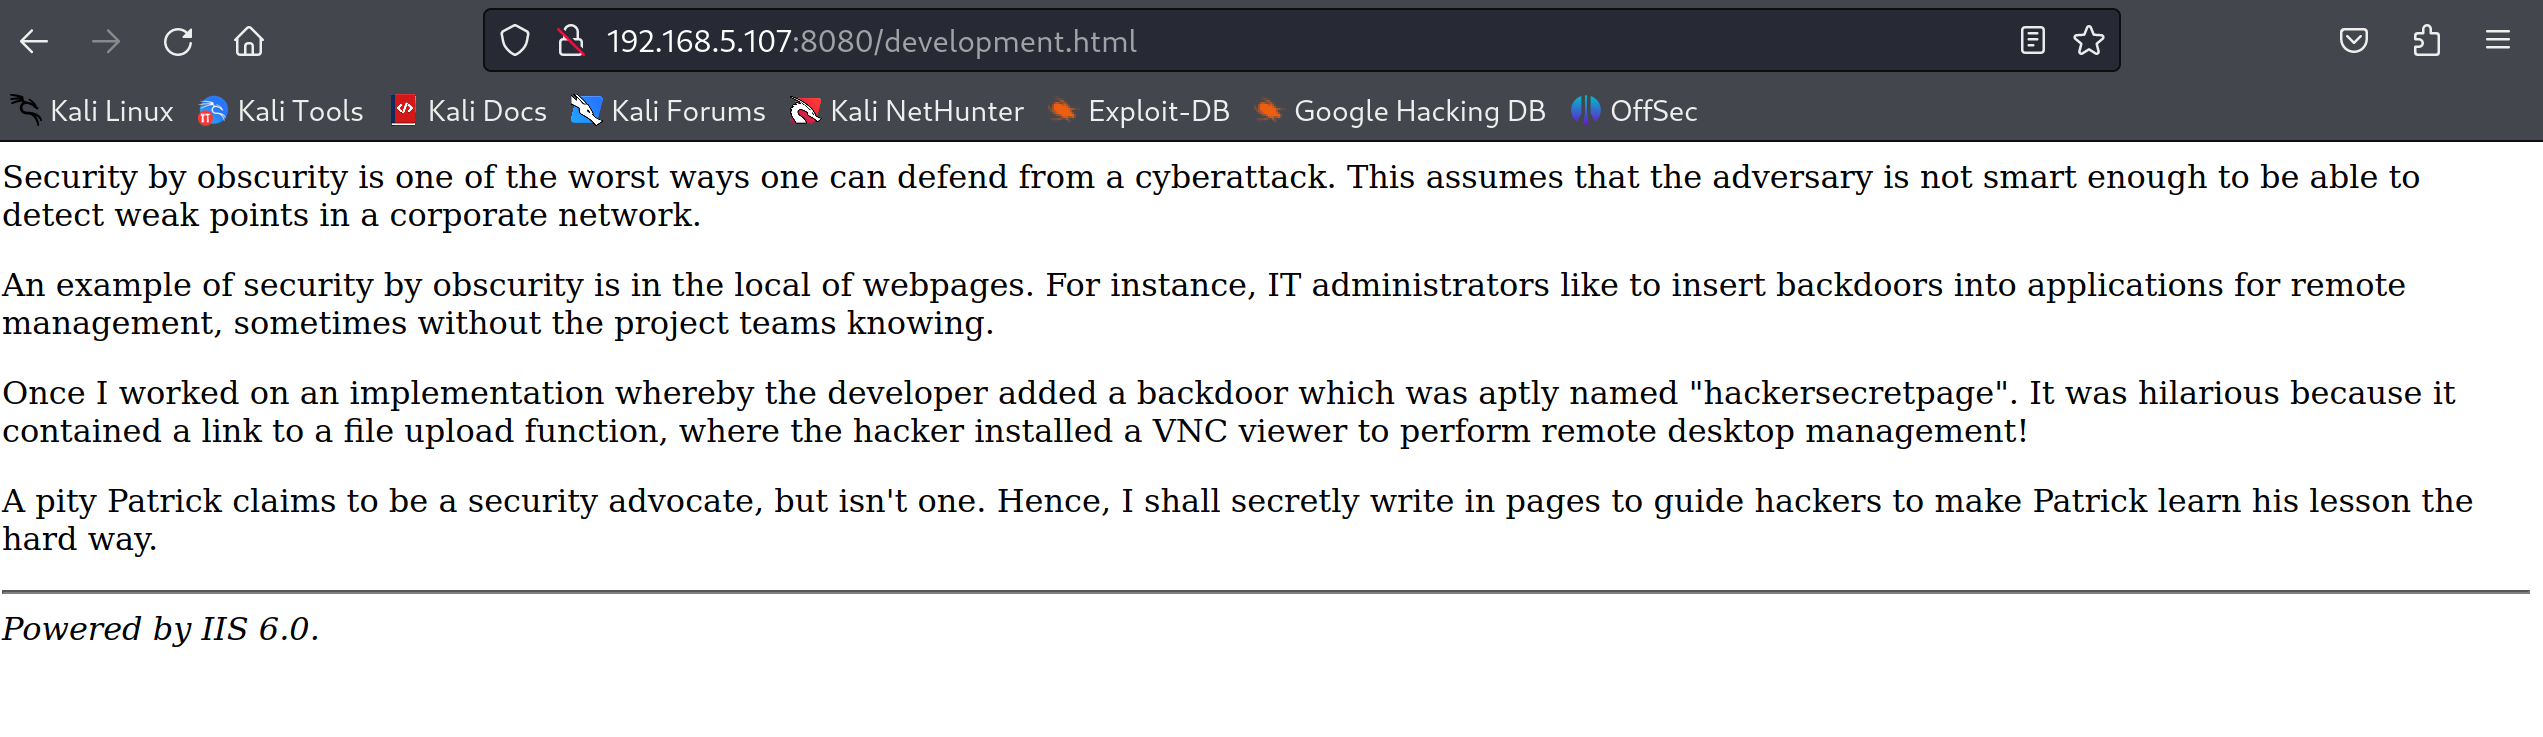 192.168.5.107:8080/development.html
Kali Linux Kali Tools Kali Docs Kali Forums Kali NetHunter Exploit-DB Google Hacking DB OffSec
Security by obscurity is one of the worst ways one can defend from a cyberattack. This assumes that the adversary is not smart enough to be able to
detect weak points in a corporate network.
An example of security by obscurity is in the local of webpages. For instance, IT administrators like to insert backdoors into applications for remote
management, sometimes without the project teams knowing.
Once I worked on an implementation whereby the developer added a backdoor which was aptly named "hackersecretpage". It was hilarious because it
contained a link to a file upload function, where the hacker installed a VNC viewer to perform remote desktop management!
A pity Patrick claims to be a security advocate, but isn't one. Hence, I shall secretly write in pages to guide hackers to make Patrick learn his lesson the
hard way.
Powered by IIS 6.0.